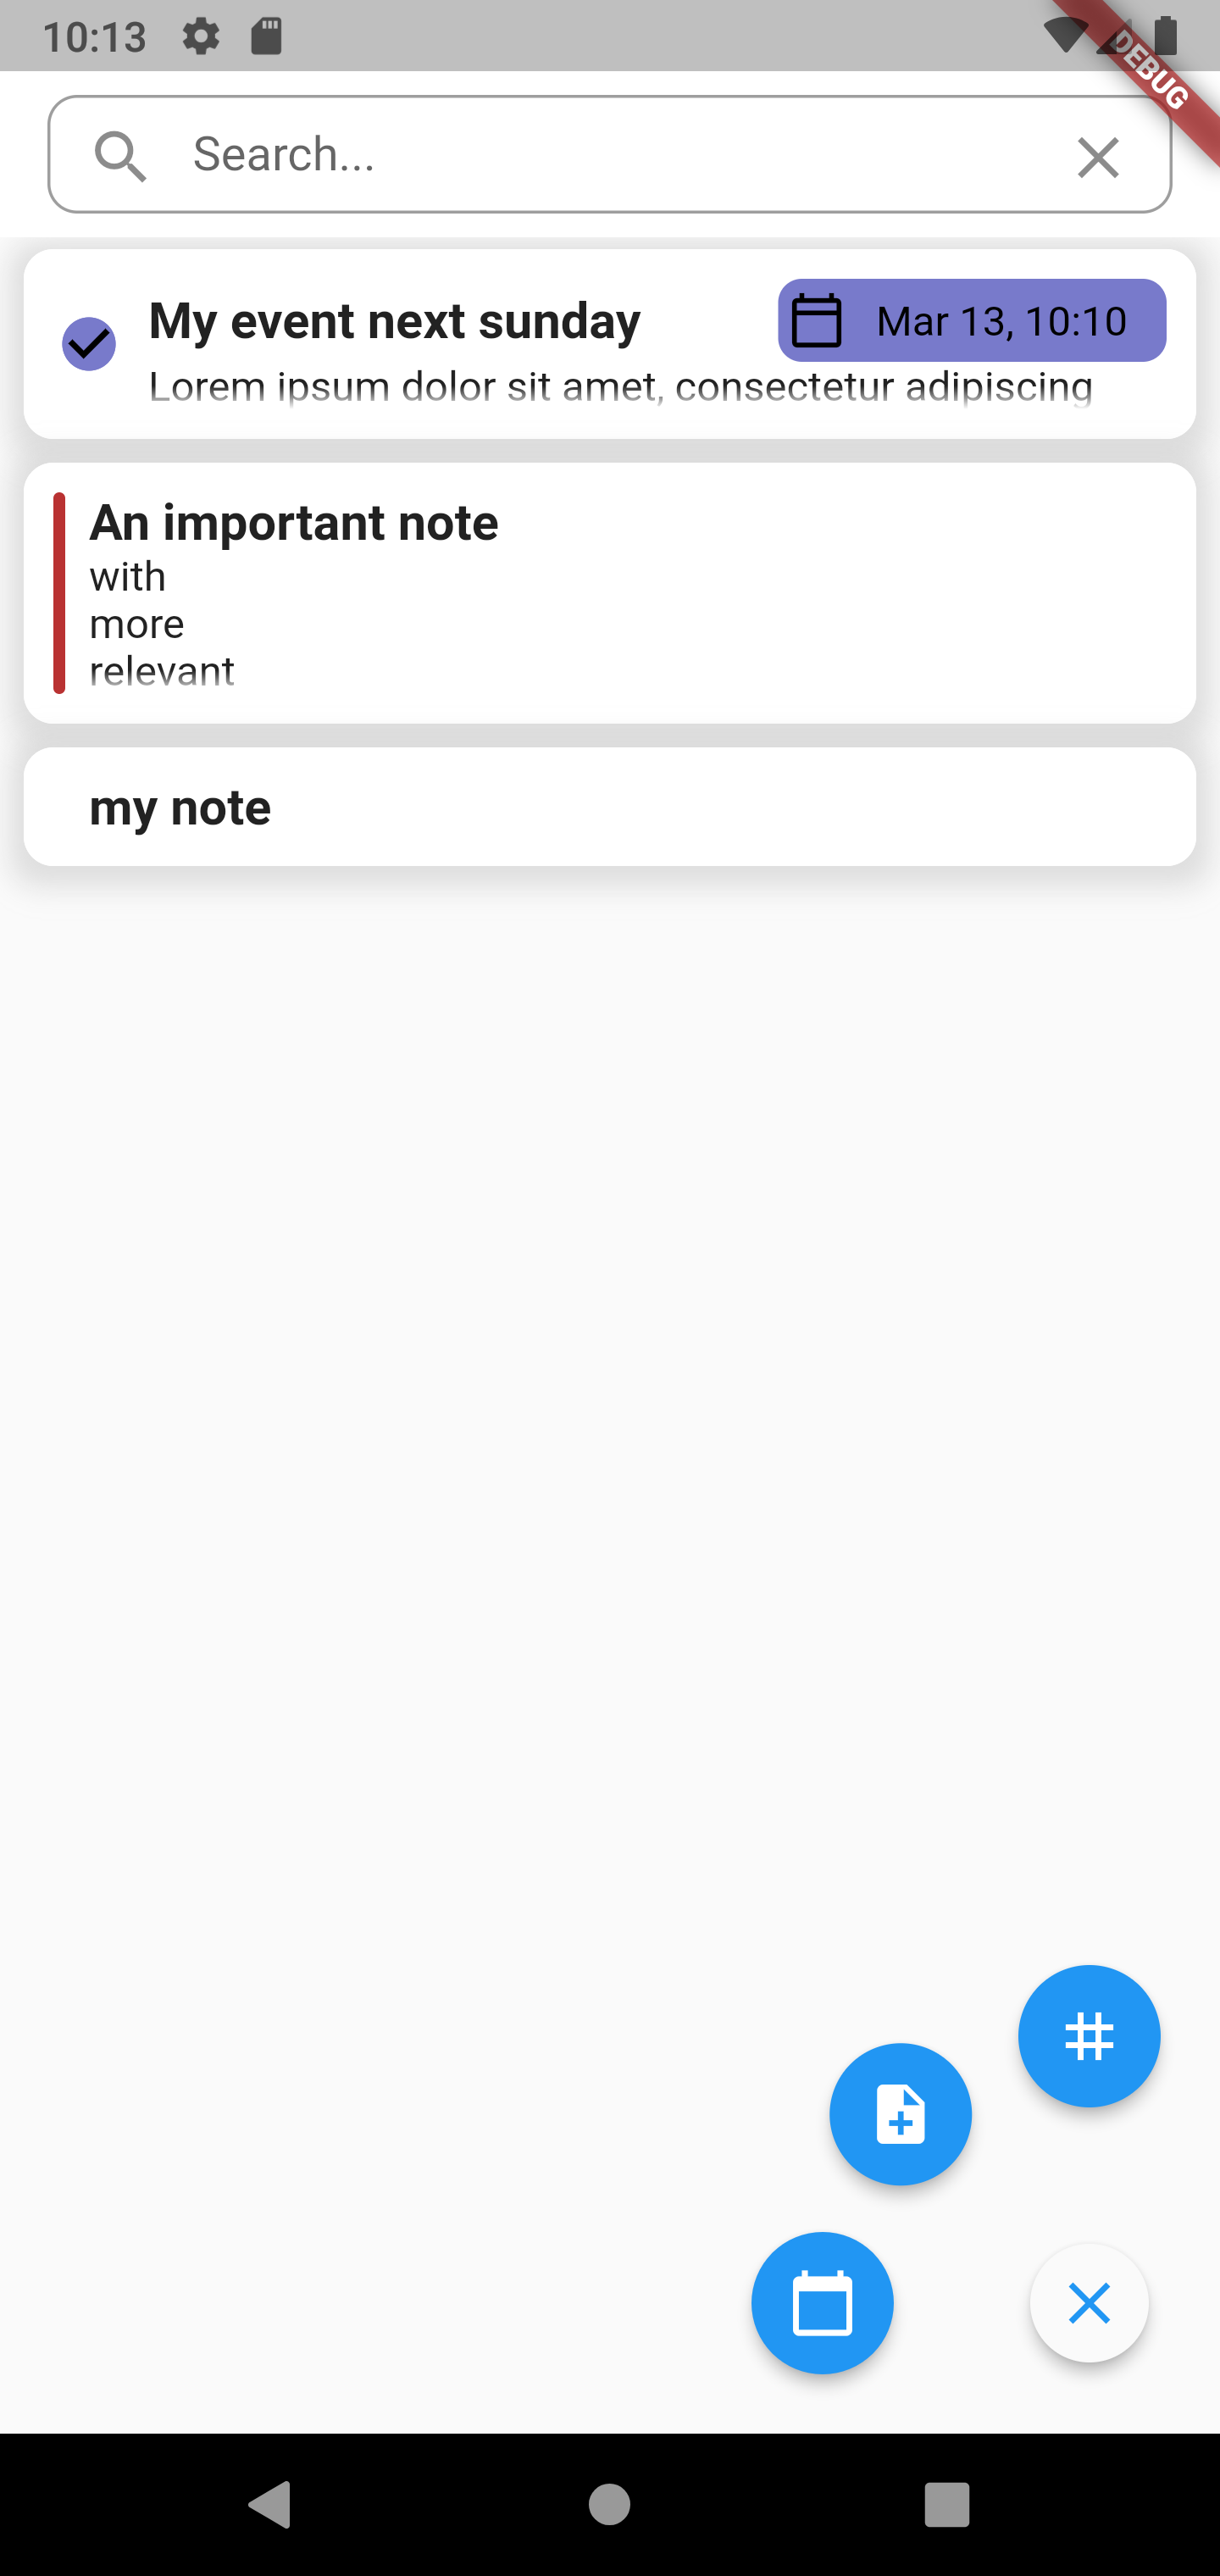 10:13
DEBUG
Search...
My event next sunday
Mar 13, 10:10
Lorem ipsum dolor sit amet, consectetur adipiscing
An important note
with
more
relevant
my note